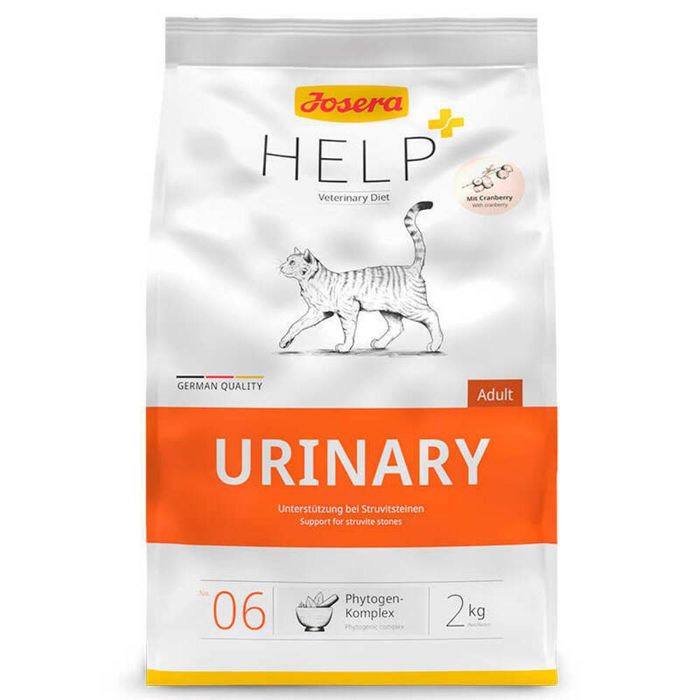 Josera
HELP
Veterinary Diet
Mit Cranberry
With cranberry
GERMAN QUALITY
Adult
URINARY
Unterstützung bei Struvitsteinen
Support for struvite stones
No.
06
Phytogen-
Komplex
Phytogenic complex
2 kg